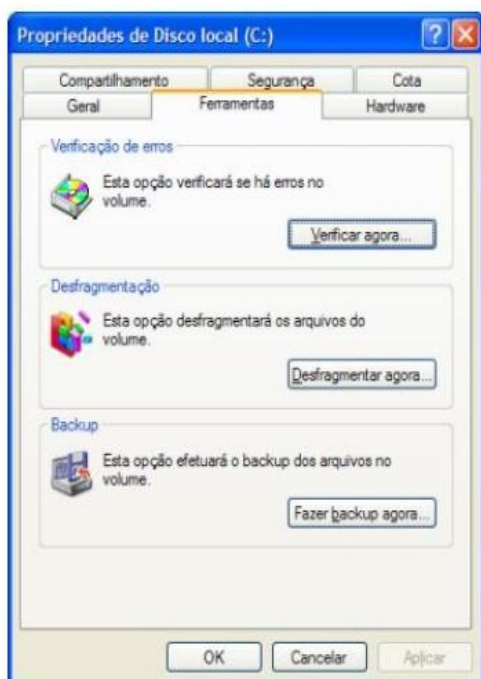 Propriedades de Disco local (C:)
Compartilhamento Segurança Cota
Geral Ferramentas Hardware
Verificação de erros
Esta opção verificará se há erros no
volume.
Verificar agora...
Desfragmentação
Esta opção desfragmentará os arquivos do
volume.
Desfragmentar agora...
Backup
Esta opção efetuará o backup dos arquivos no
volume.
Fazer backup agora...
OK Cancelar Aplicar